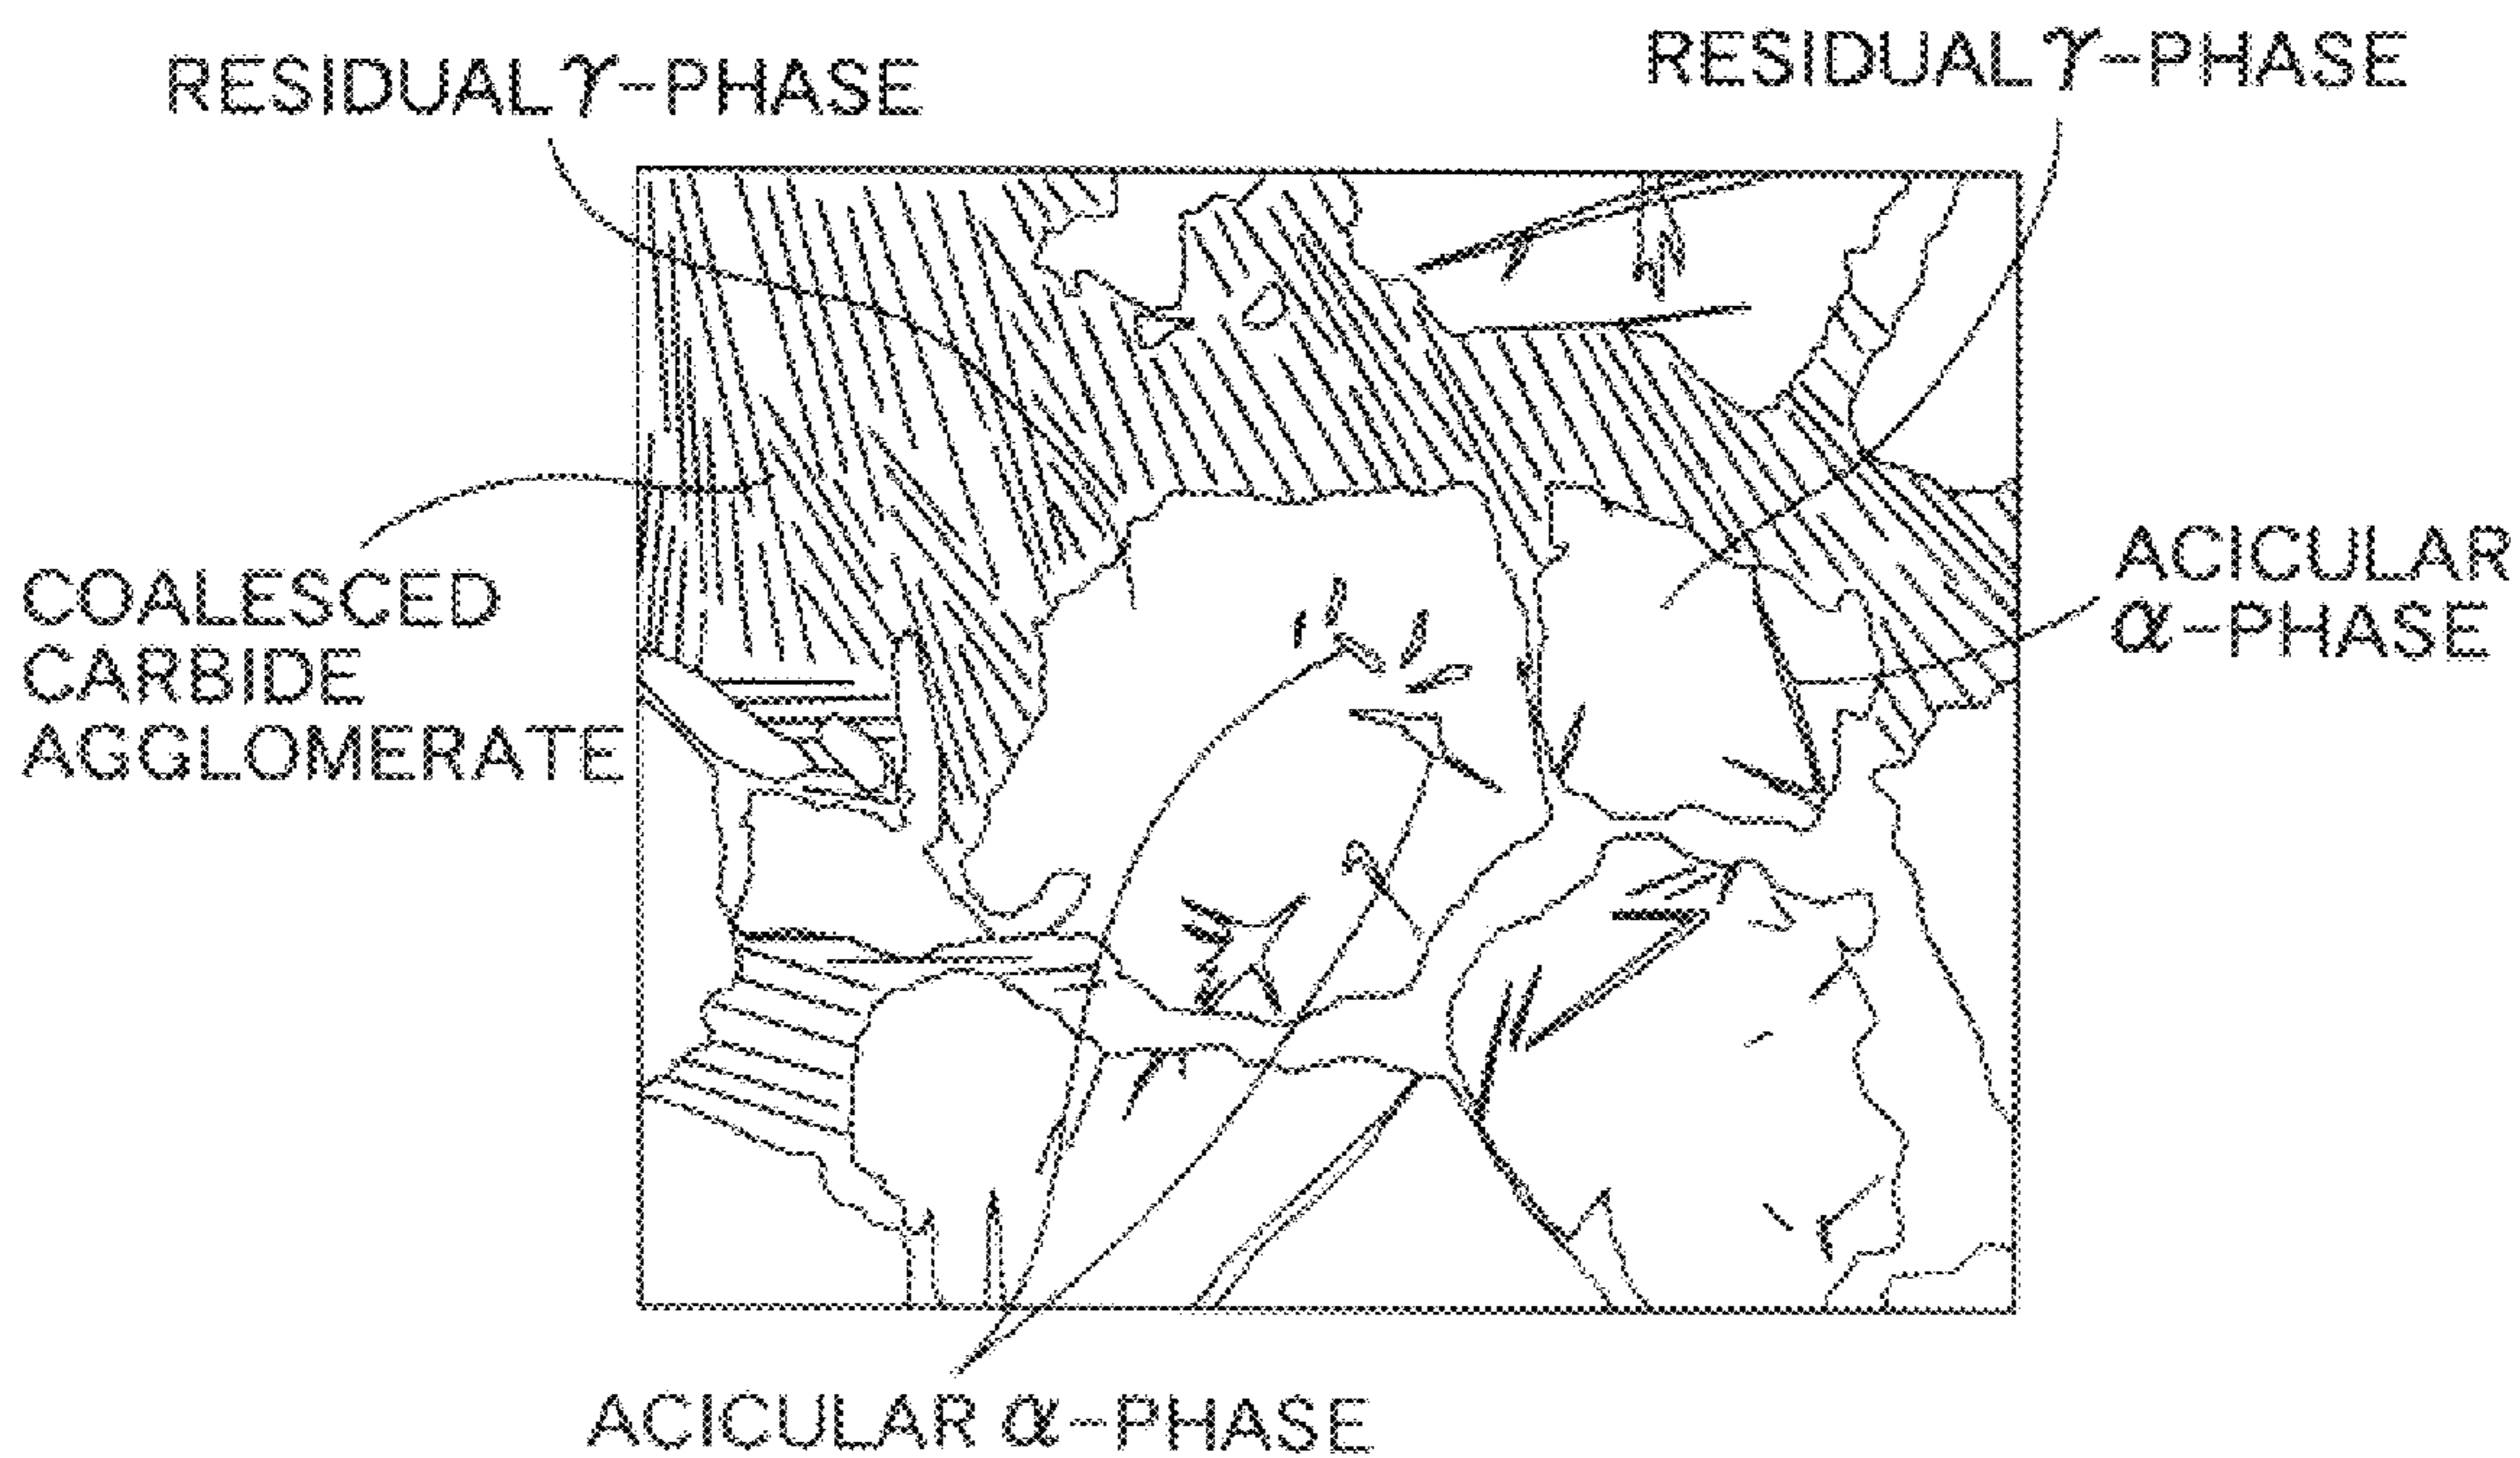 RESIDUAL γ-PHASE
RESIDUAL γ-PHASE
COALESCED
CARBIDE
AGGLOMERATE
ACICULAR
α-PHASE
ACICULAR α-PHASE